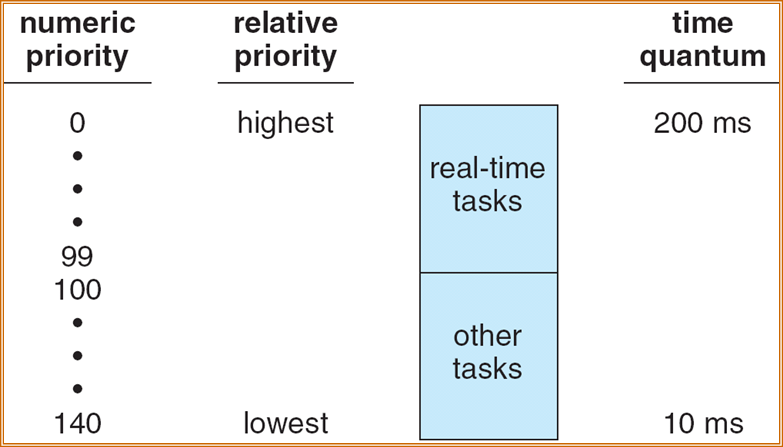 numeric priority
relative priority
time quantum
0
highest
200 ms
real-time
tasks
99
100
other
tasks
140
lowest
10 ms